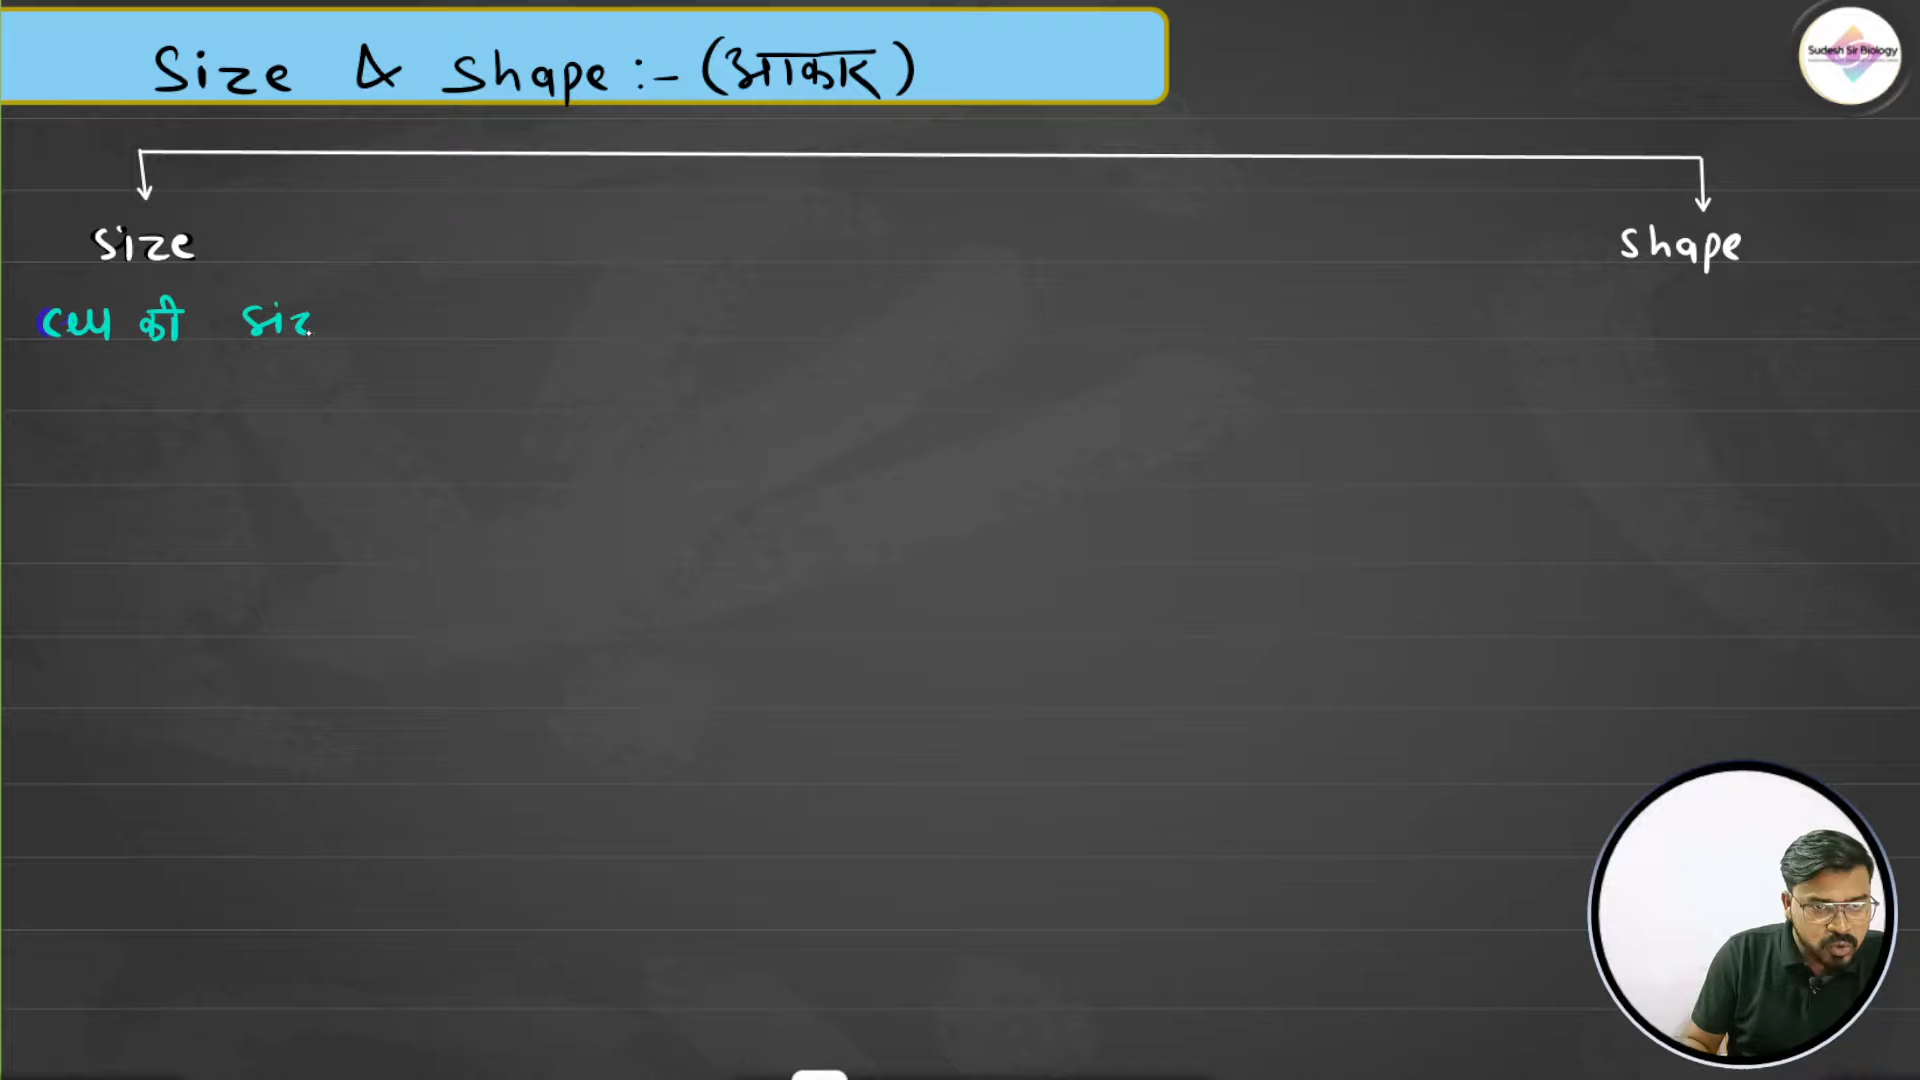 Size & Shape :- (आकार)
Sudesh Sir Biology
Size
Shape
Cell की Siz